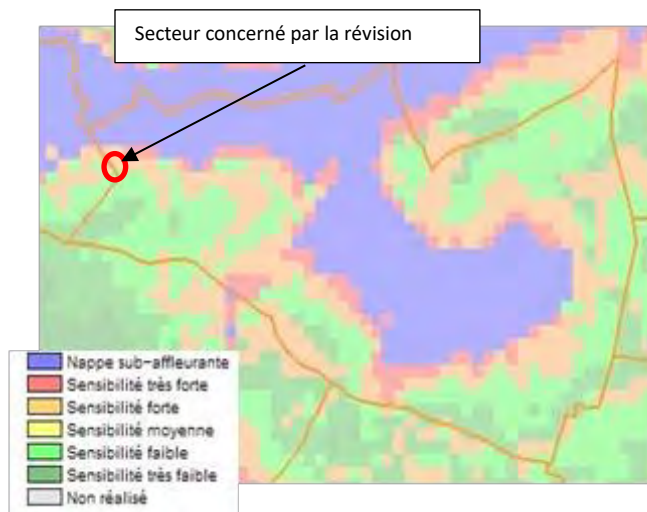 Secteur concerné par la révision
Nappe sub-affleurante
Sensibilité très forte
Sensibilité forte
Sensibilité moyenne
Sensibilité faible
Sensibilité très faible
Non réalisé